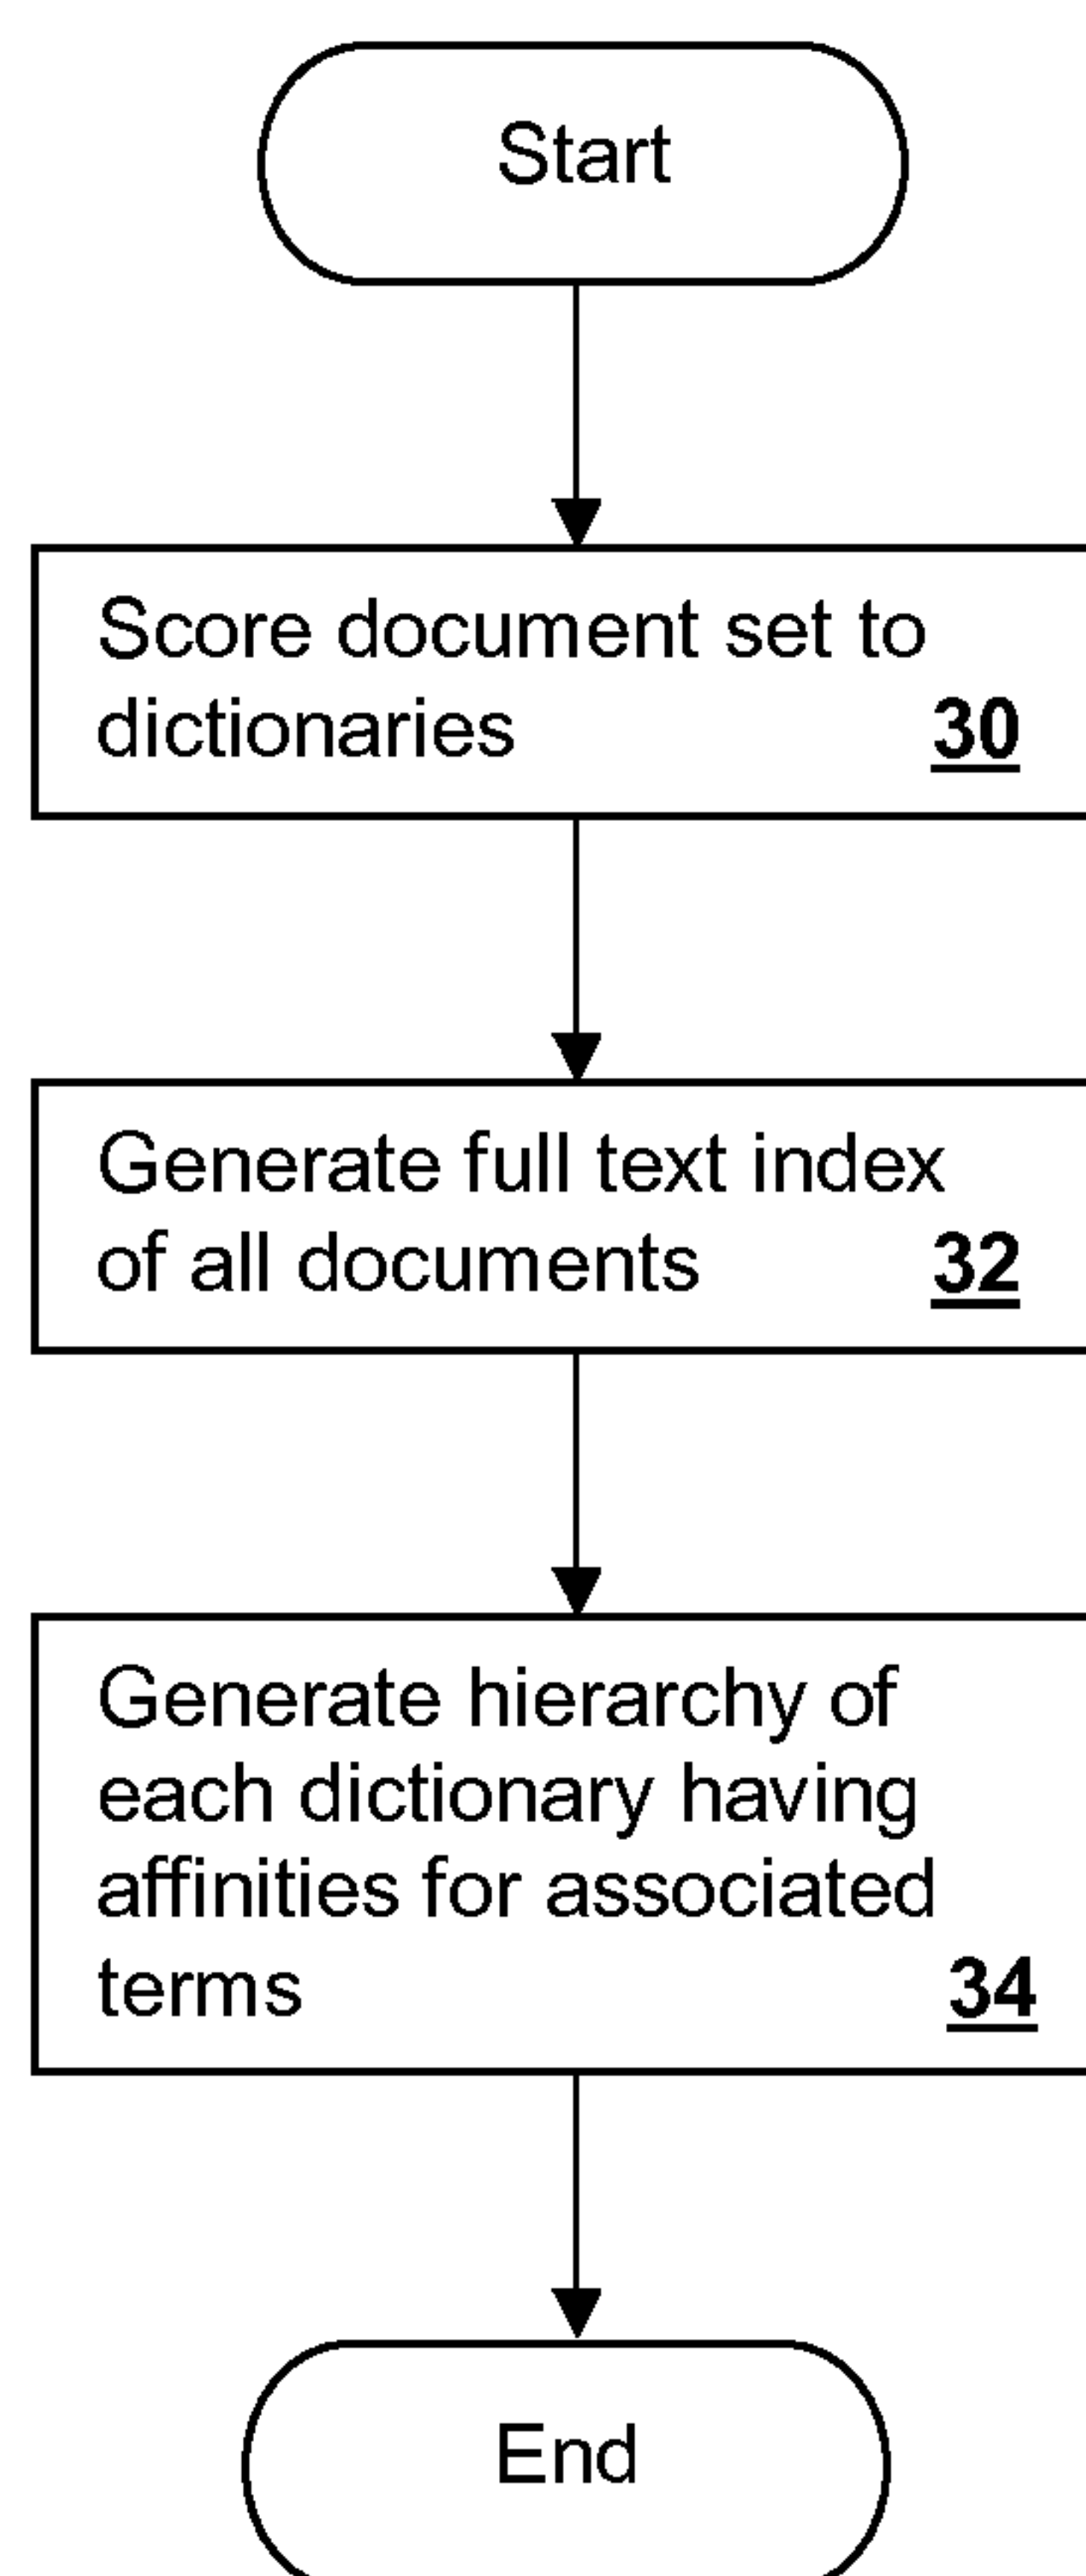 Start
Score document set to
dictionaries 30
Generate full text index
of all documents 32
Generate hierarchy of
each dictionary having
affinities for associated
terms 34
End